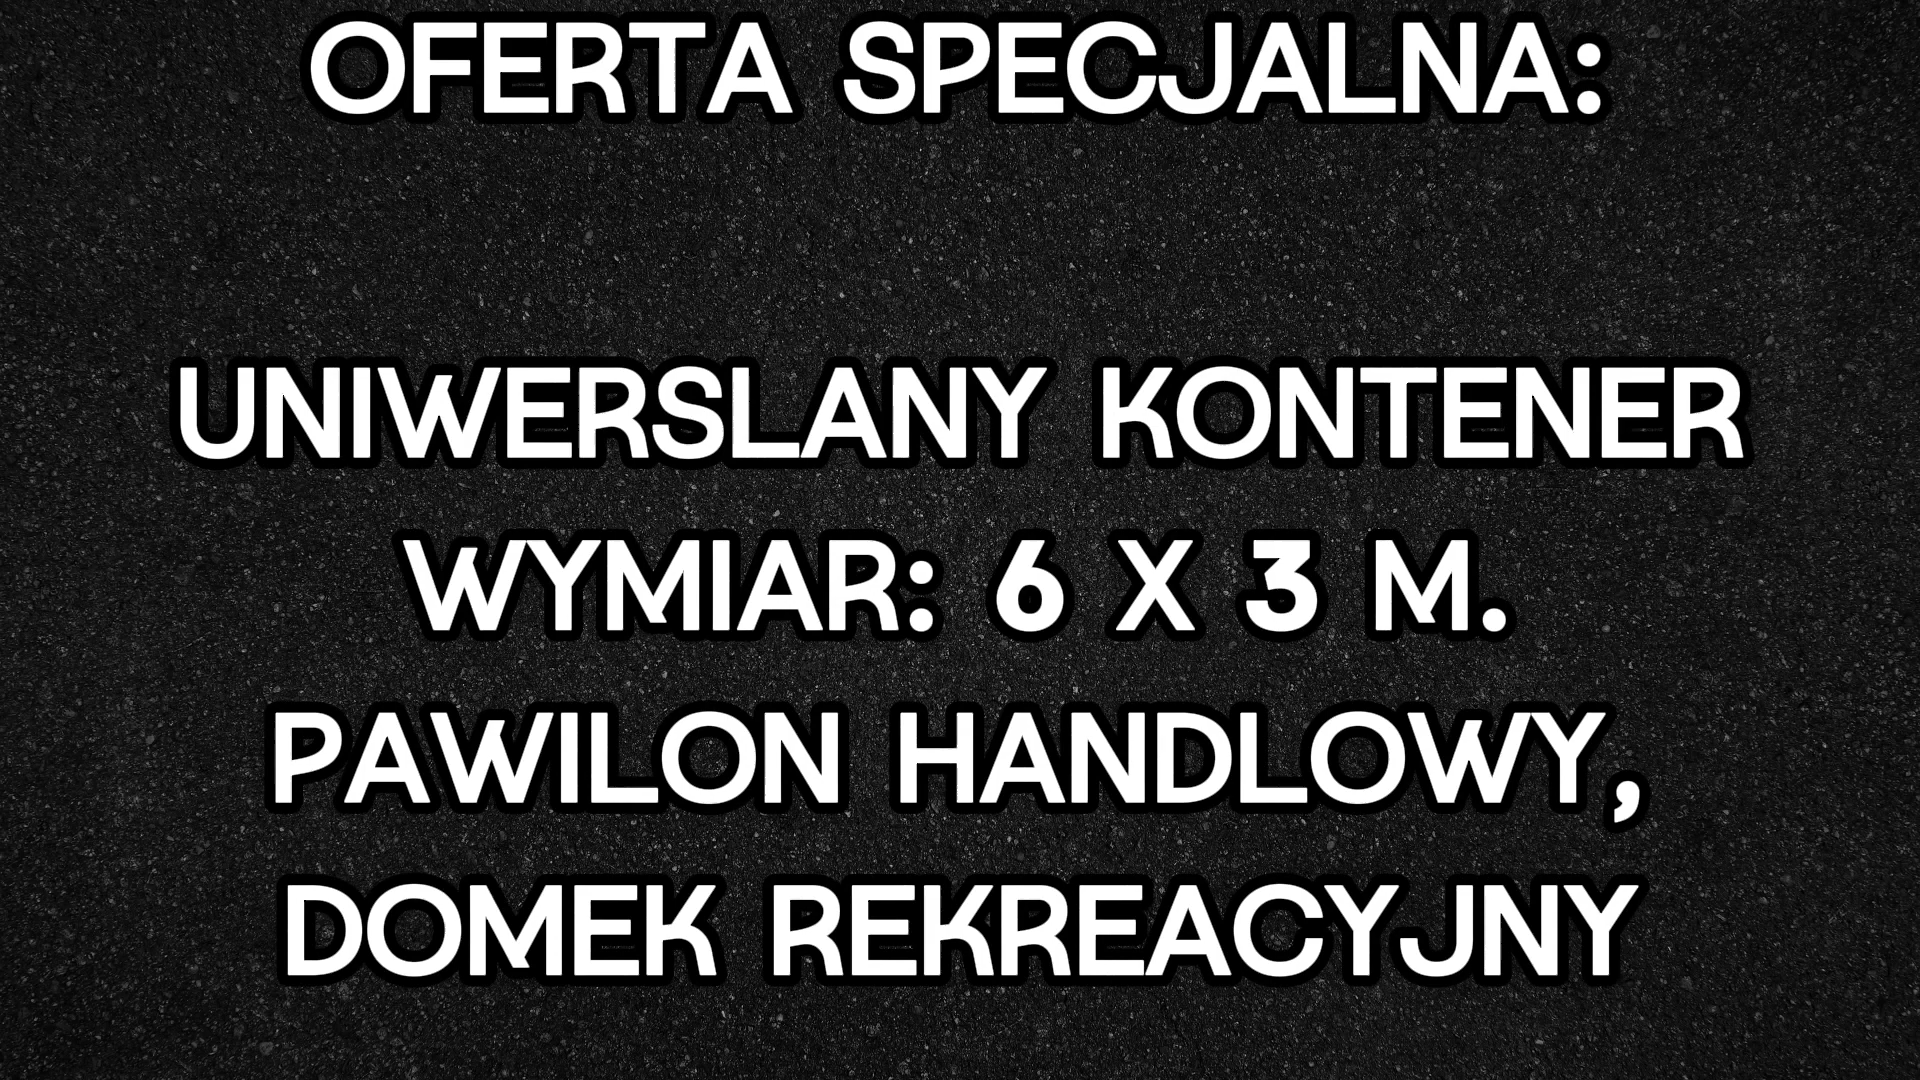 OFERTA SPECJALNA:
UNIWERSLANY KONTENER
WYMIAR: 6 X 3 M.
PAWILON HANDLOWY,
DOMEK REKREACYJNY